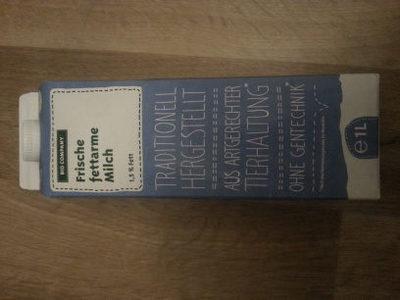 BIO COMPANY
Frische
fettarme
Milch
1,5 % Fett
TRADITIONELL
HERGESTELLT
AUS ARTGERECHTER
TIERHALTUNG*
OHNE GENTECHNIK*
e 1L